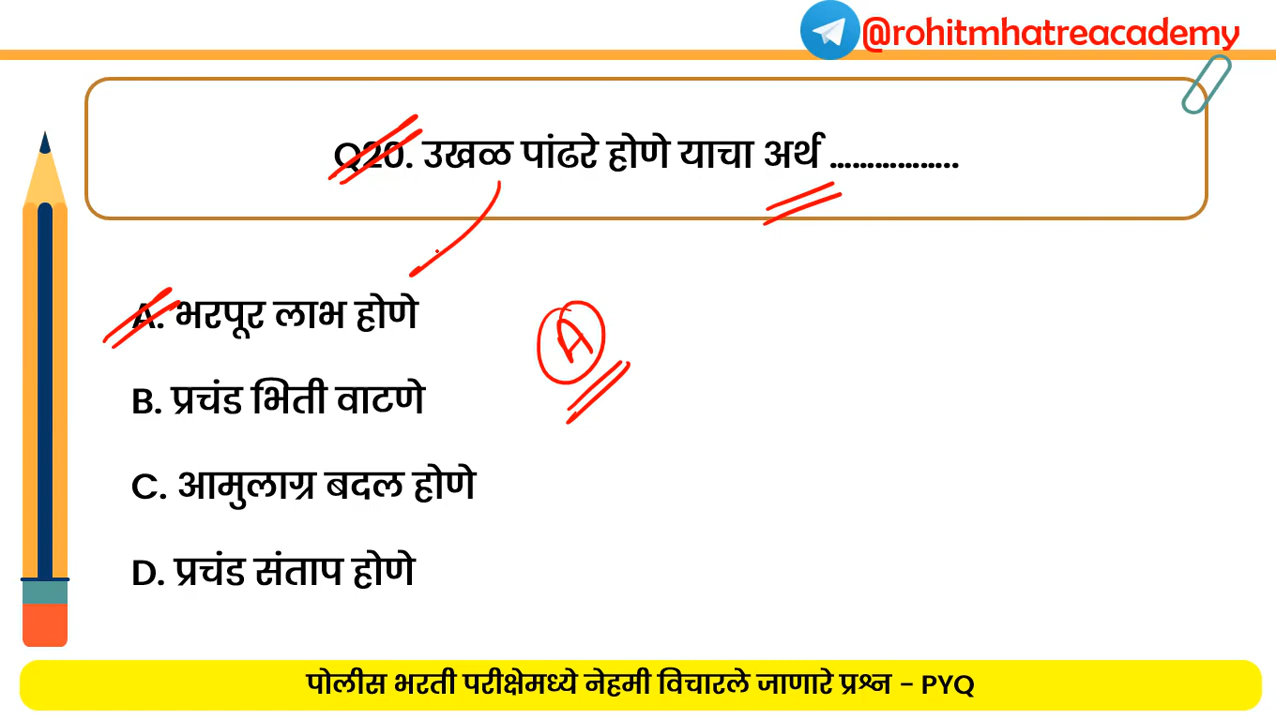 @rohitmhatreacademy
Q20. उखळ पांढरे होणे याचा अर्थ .................
A. भरपूर लाभ होणे
A
B. प्रचंड भिती वाटणे
C. आमुलाग्र बदल होणे
D. प्रचंड संताप होणे
पोलीस भरती परीक्षेमध्ये नेहमी विचारले जाणारे प्रश्न - PYQ